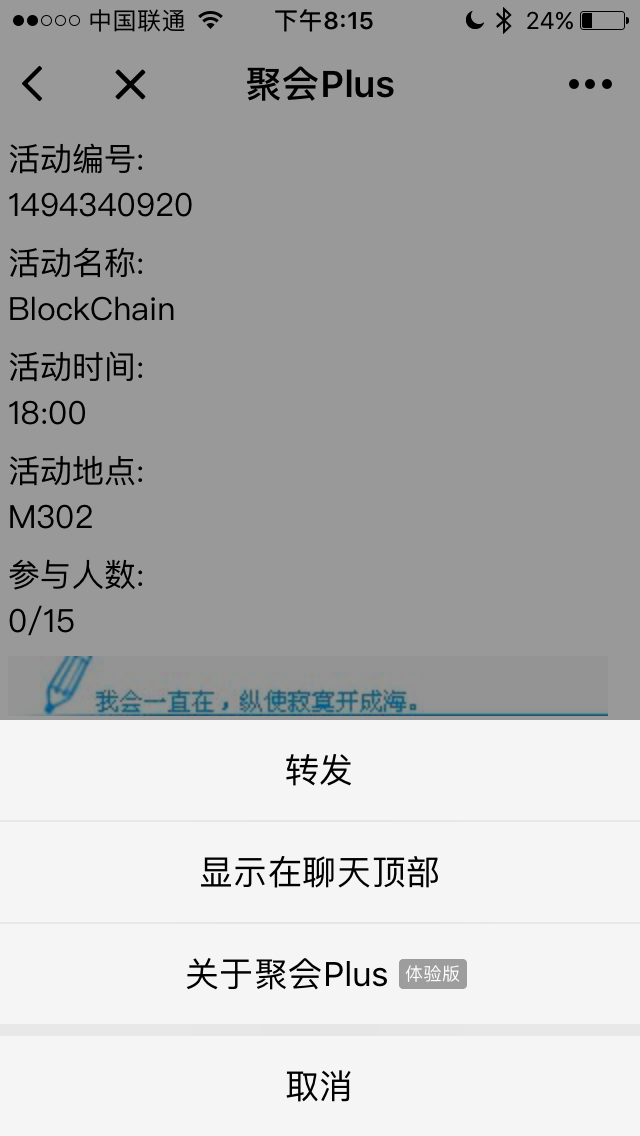 中国联通 下午8:15 24%
聚会Plus
活动编号:
1494340920
活动名称:
BlockChain
活动时间:
18:00
活动地点:
M302
参与人数:
0/15
我会一直在，纵使寂寞开成海。
转发
显示在聊天顶部
关于聚会Plus 体验版
取消